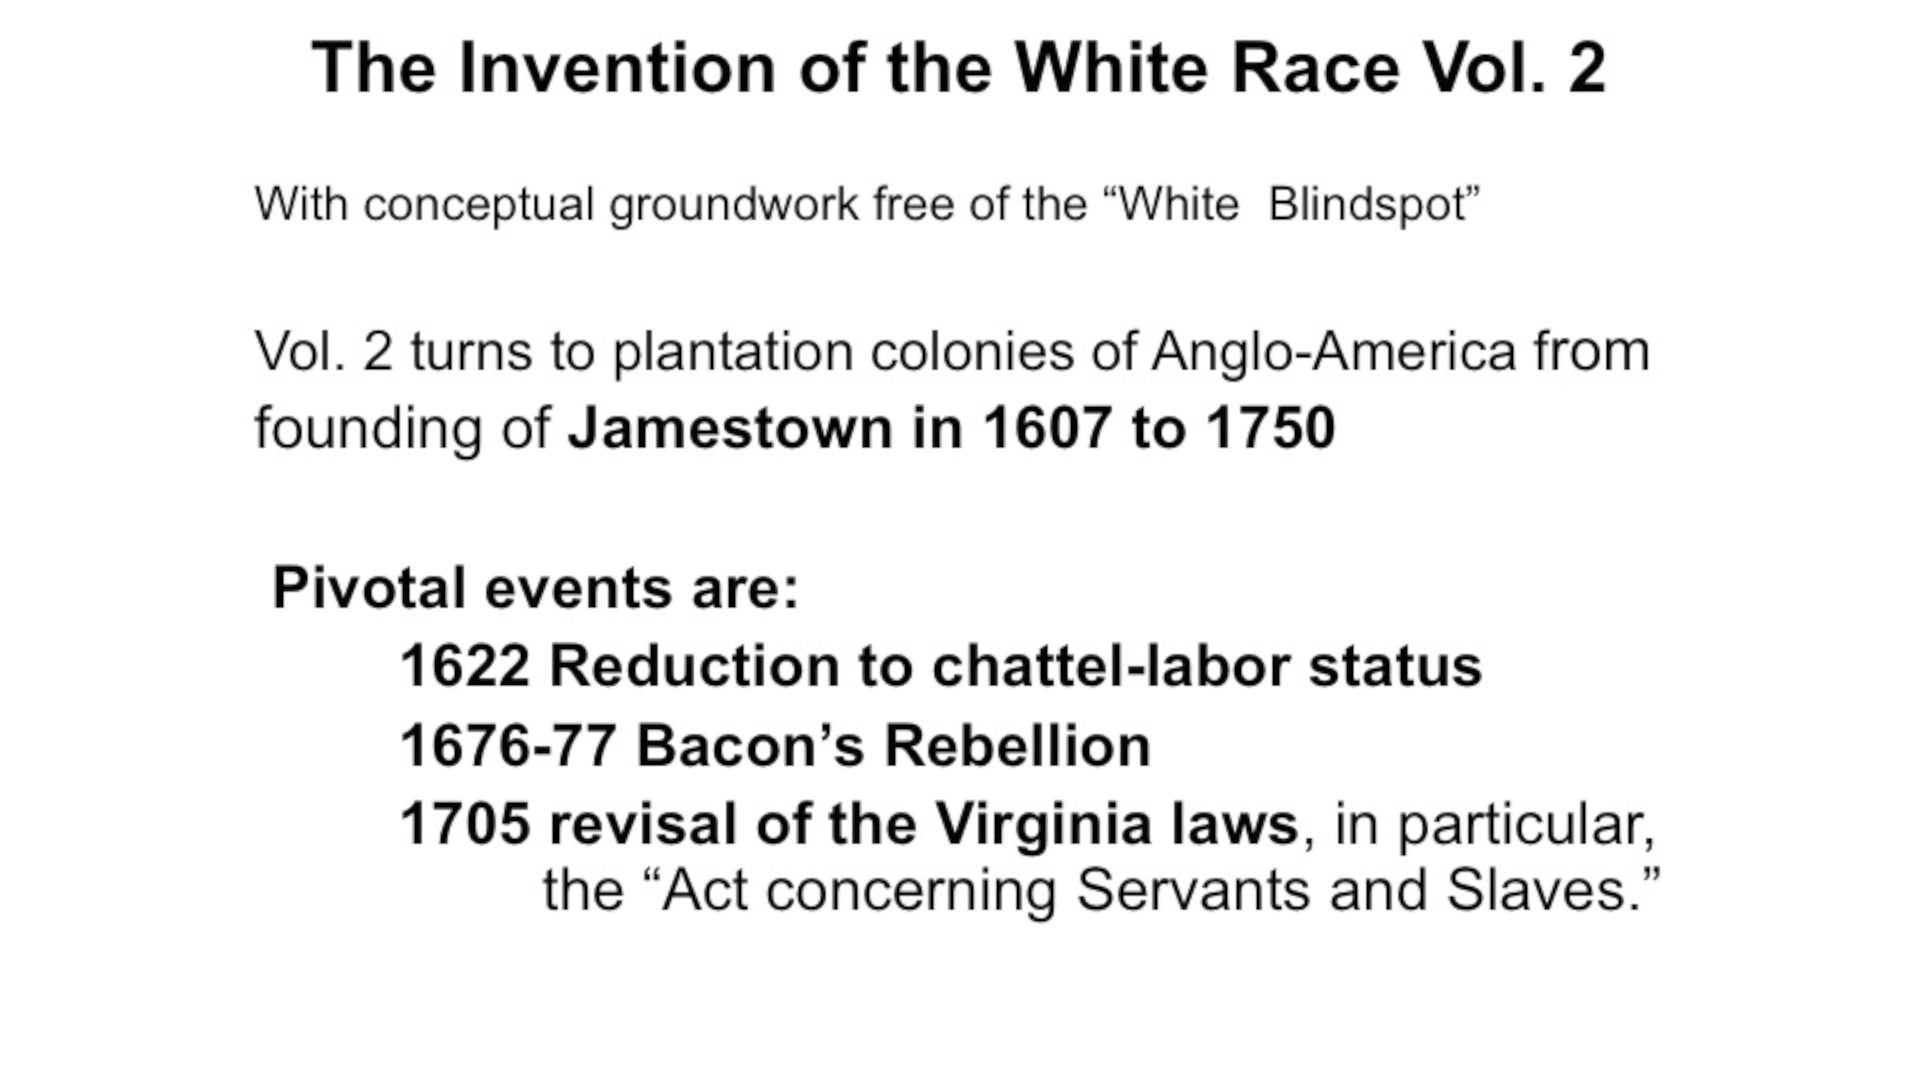 The Invention of the White Race Vol. 2
With conceptual groundwork free of the “White  Blindspot”
Vol. 2 turns to plantation colonies of Anglo-America from
founding of Jamestown in 1607 to 1750
Pivotal events are:
1622 Reduction to chattel-labor status
1676-77 Bacon’s Rebellion
1705 revisal of the Virginia laws, in particular,
the “Act concerning Servants and Slaves.”